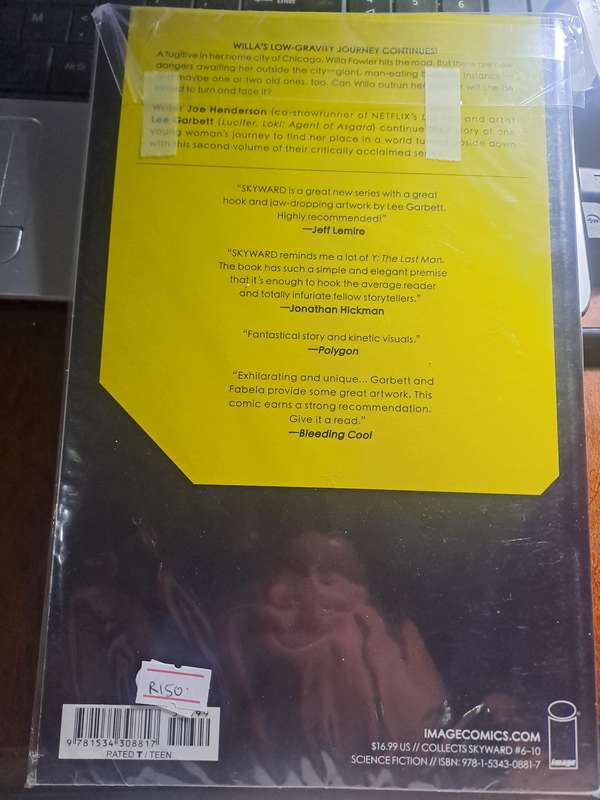 WILLA'S LOW-GRAVITY JOURNEY CONTINUES!
A fugitive in her home city of Chicago, Willa Fowler hits the road. But there are new
dangers awaiting her outside the city—giant, man-eating
maybe one or two old ones, too. Can Willa outrun
to turn and face it?
Writer Joe Henderson (co-showrunner of NETFLIX's and artist
Lee Garbett (Lucifer, Loki: Agent of Asgard) continue story of one
young woman's journey to find her place in a world
with this second volume of their critically acclaimed
"SKYWARD is a great new series with a great
hook and jaw-dropping artwork by Lee Garbett.
Highly recommended!"
—Jeff Lemire
"SKYWARD reminds me a lot of Y: The Last Man.
The book has such a simple and elegant premise
that it's enough to hook the average reader
and totally infuriate fellow storytellers."
—Jonathan Hickman
"Fantastical story and kinetic visuals."
—Polygon
"Exhilarating and unique... Garbett and
Fabela provide some great artwork. This
comic earns a strong recommendation.
Give it a read."
—Bleeding Cool
R150
9 781534 308817
RATED T / TEEN
IMAGECOMICS.COM
$16.99 US // COLLECTS SKYWARD #6-10
SCIENCE FICTION // ISBN: 978-1-5343-0881-7
image